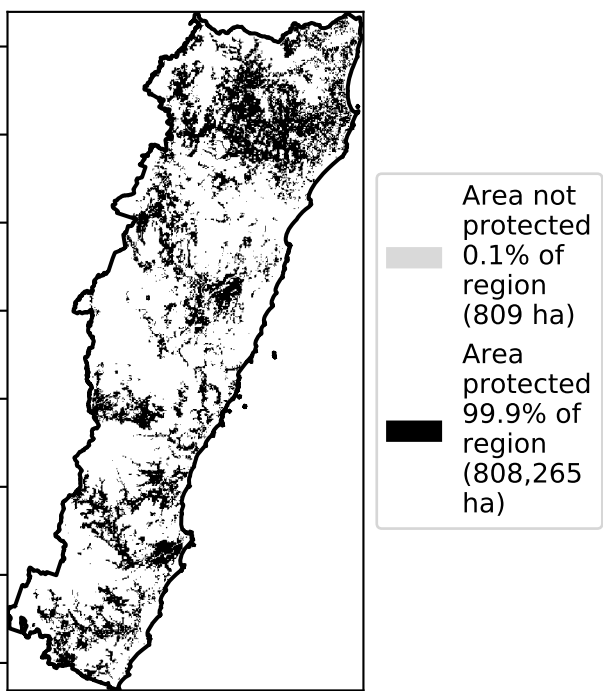 Area not
protected
0.1% of
region
(809 ha)
Area
protected
99.9% of
region
(808,265
ha)